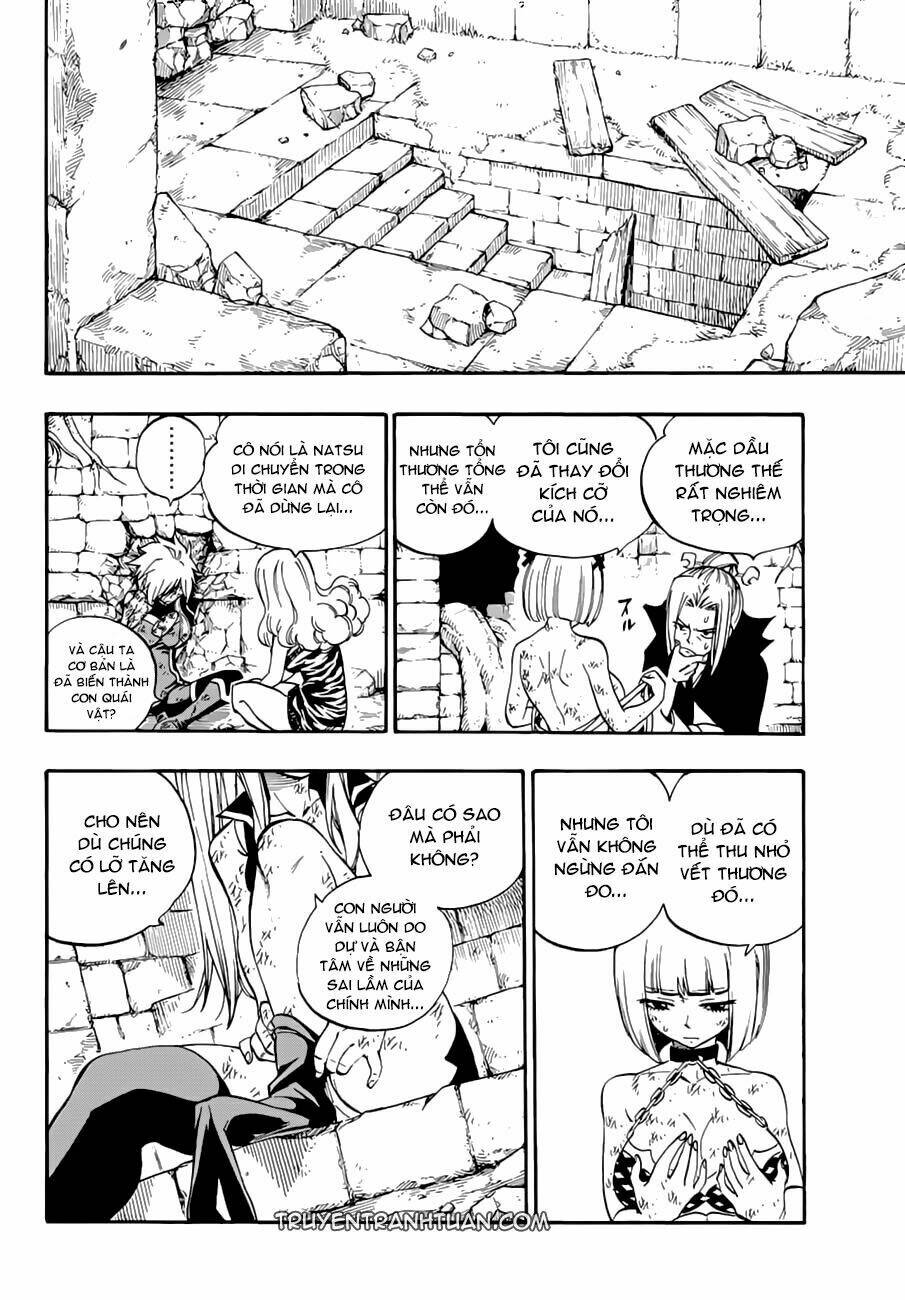 MẶC DẦU
THƯƠNG THẾ
RẤT NGHIÊM
TRỌNG...
TÔI CŨNG
ĐÃ THAY ĐỔI
KÍCH CỠ
CỦA NÓ...
NHƯNG TỔN
THƯƠNG TỔNG
THỂ VẪN
CÒN ĐÓ...
CÔ NÓI LÀ NATSU
DI CHUYỂN TRONG
THỜI GIAN MÀ CÔ
ĐÃ DỪNG LẠI...
VÀ CẬU TA
CƠ BẢN LÀ
ĐÃ BIẾN THÀNH
CON QUÁI
VẬT?
DÙ ĐÃ CÓ
THỂ THU NHỎ
VẾT THƯƠNG
ĐÓ...
NHƯNG TÔI
VẪN KHÔNG
NGỪNG ĐẮN
ĐO...
ĐÂU CÓ SAO
MÀ PHẢI
KHÔNG?
CON NGƯỜI
VẪN LUÔN DO
DỰ VÀ BẬN
TÂM VỀ NHỮNG
SAI LẦM CỦA
CHÍNH MÌNH...
CHO NÊN
DÙ CHÚNG
CÓ LỠ TĂNG
LÊN...
TRUYENTRANHTUAN.COM